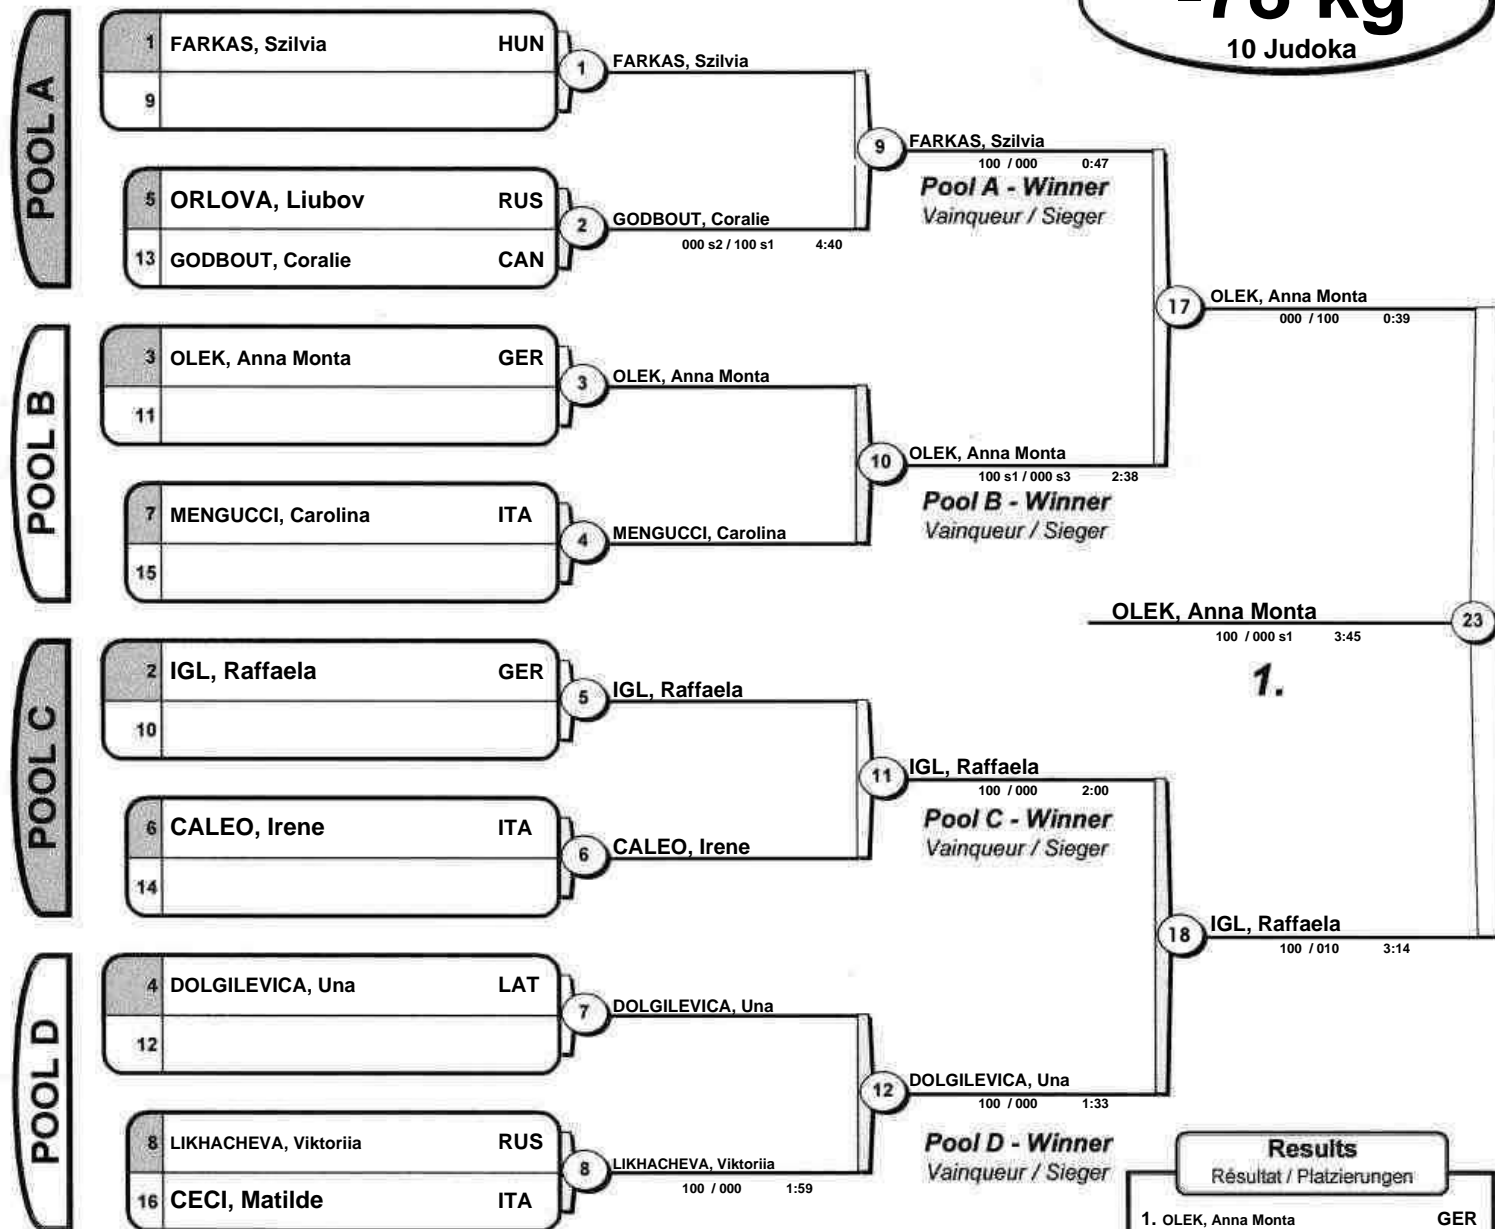 -78 kg
10 Judoka
POOL A
1 FARKAS, Szilvia HUN
9
1 FARKAS, Szilvia
5 ORLOVA, Liubov RUS
13 GODBOUT, Coralie CAN
2 GODBOUT, Coralie
000 s2 / 100 s1 4:40
9 FARKAS, Szilvia
100 / 000 0:47
Pool A - Winner
Vainqueur / Sieger
POOL B
3 OLEK, Anna Monta GER
11
3 OLEK, Anna Monta
7 MENGUCCI, Carolina ITA
15
4 MENGUCCI, Carolina
10 OLEK, Anna Monta
100 s1 / 000 s3 2:38
Pool B - Winner
Vainqueur / Sieger
17 OLEK, Anna Monta
000 / 100 0:39
OLEK, Anna Monta 23
100 / 000 s1 3:45
1.
POOL C
2 IGL, Raffaela GER
10
5 IGL, Raffaela
6 CALEO, Irene ITA
14
6 CALEO, Irene
11 IGL, Raffaela
100 / 000 2:00
Pool C - Winner
Vainqueur / Sieger
18 IGL, Raffaela
100 / 010 3:14
POOL D
4 DOLGILEVICA, Una LAT
12
7 DOLGILEVICA, Una
8 LIKHACHEVA, Viktoriia RUS
16 CECI, Matilde ITA
8 LIKHACHEVA, Viktoriia
100 / 000 1:59
12 DOLGILEVICA, Una
100 / 000 1:33
Pool D - Winner
Vainqueur / Sieger
Results
Résultat / Platzierungen
1. OLEK, Anna Monta GER